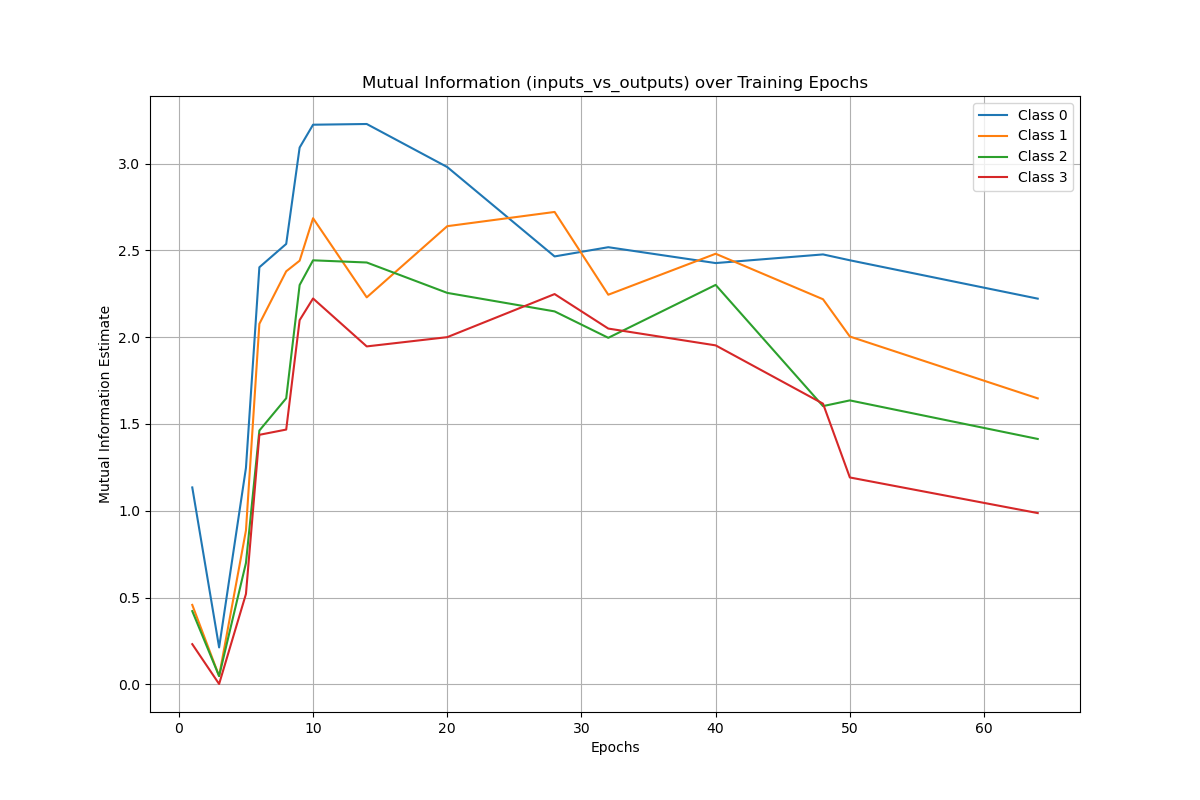 Mutual Information (inputs_vs_outputs) over Training Epochs
Class 0
Class 1
Class 2
Class 3
Mutual Information Estimate
3.0
2.5
2.0
1.5
1.0
0.5
0.0
0 10 20 30 40 50 60
Epochs